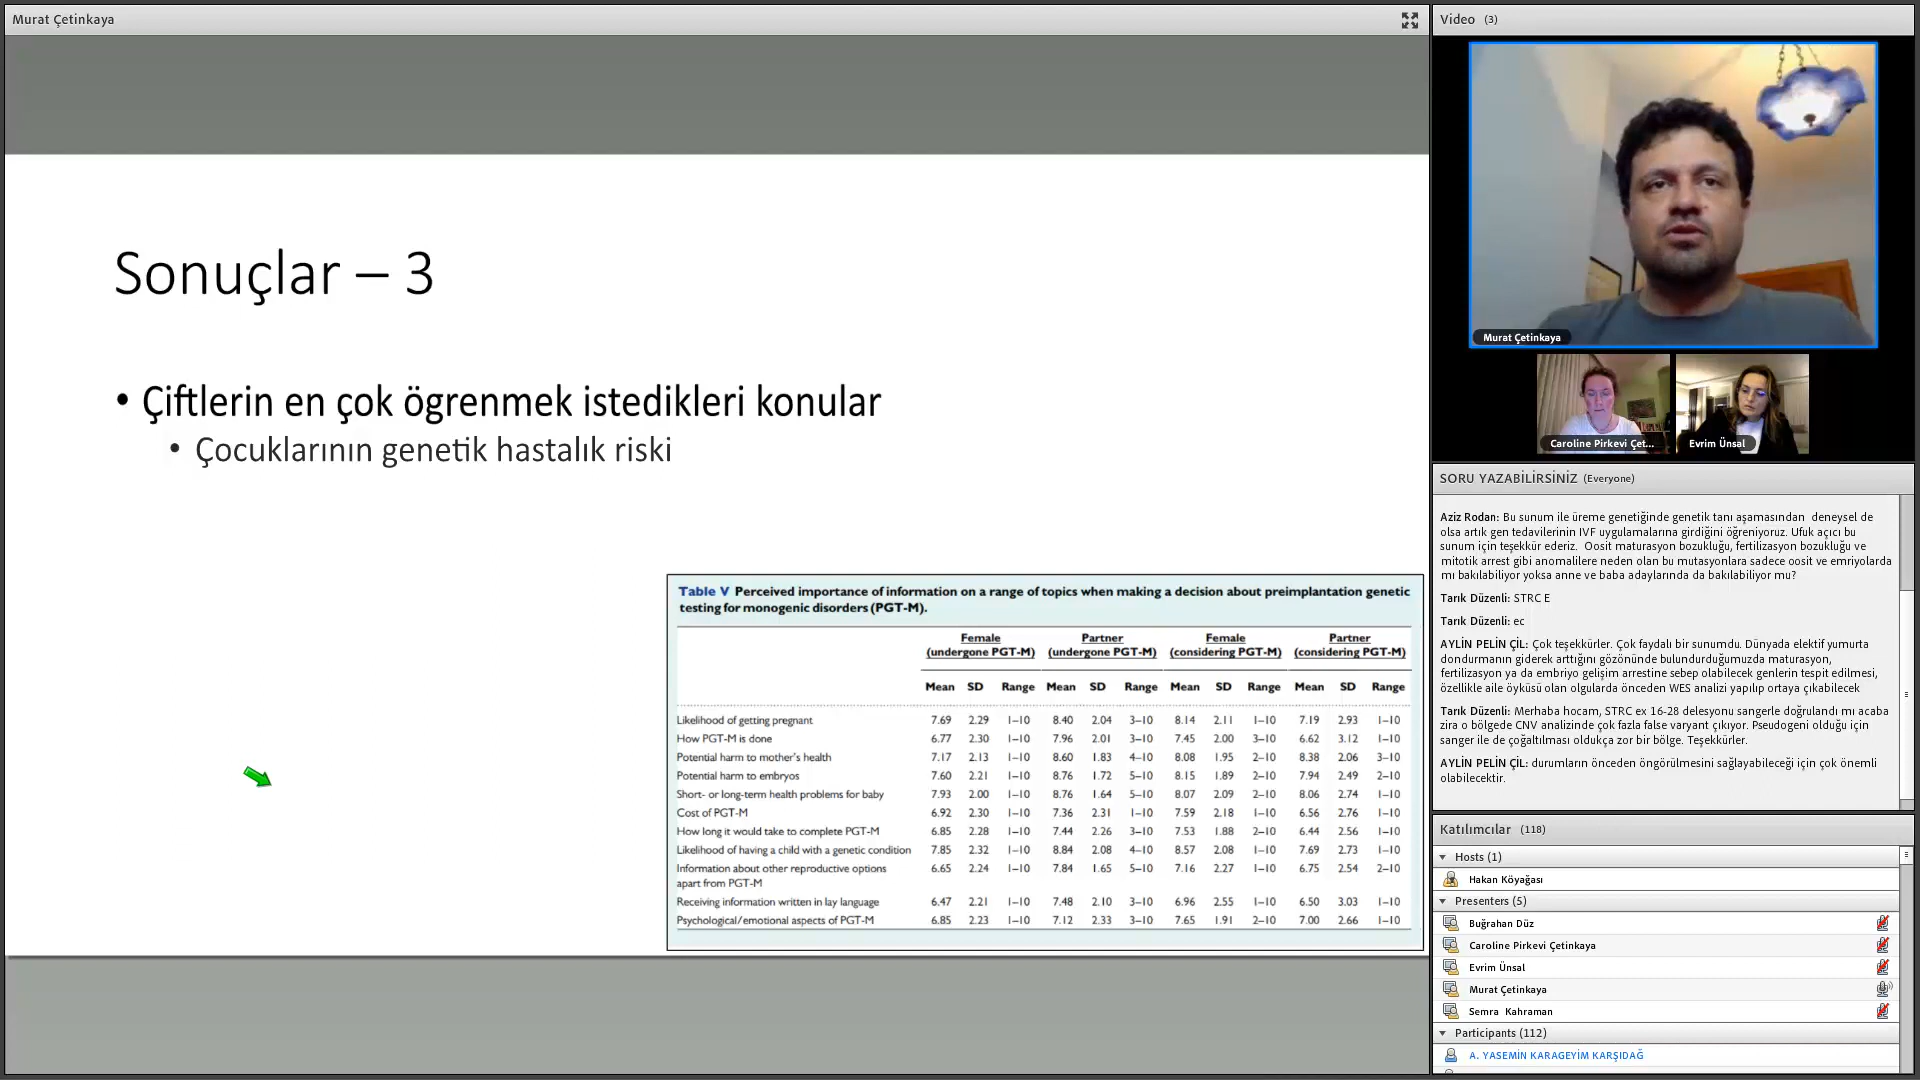 Murat Çetinkaya
Sonuçlar – 3
• Çiftlerin en çok ögrenmek istedikleri konular
• Çocuklarının genetik hastalık riski
Table V Perceived importance of information on a range of topics when making a decision about preimplantation genetic
testing for monogenic disorders (PGT-M).
Female Partner Female Partner
(undergone PGT-M) (undergone PGT-M) (considering PGT-M) (considering PGT-M)
Mean SD Range Mean SD Range Mean SD Range Mean SD Range
Likelihood of getting pregnant 7.69 2.29 1–10 8.40 2.04 3–10 8.14 2.11 1–10 7.19 2.93 1–10
How PGT-M is done 6.77 2.30 1–10 7.96 2.01 3–10 7.45 2.00 3–10 6.62 3.12 1–10
Potential harm to mother's health 7.17 2.13 1–10 8.60 1.83 4–10 8.08 1.95 2–10 8.38 2.06 3–10
Potential harm to embryos 7.60 2.21 1–10 8.76 1.72 5–10 8.15 1.89 2–10 7.94 2.49 2–10
Short- or long-term health problems for baby 7.93 2.00 1–10 8.76 1.64 5–10 8.07 2.09 2–10 8.06 2.74 1–10
Cost of PGT-M 6.92 2.30 1–10 7.36 2.31 1–10 7.59 2.18 1–10 6.56 2.76 1–10
How long it would take to complete PGT-M 6.85 2.28 1–10 7.44 2.26 3–10 7.53 1.88 2–10 6.44 2.56 1–10
Likelihood of having a child with a genetic condition 7.85 2.32 1–10 8.84 2.08 4–10 8.57 2.08 1–10 7.69 2.73 1–10
Information about other reproductive options 6.65 2.24 1–10 7.84 1.65 5–10 7.16 2.27 1–10 6.75 2.54 2–10
apart from PGT-M
Receiving information written in lay language 6.47 2.21 1–10 7.48 2.10 3–10 6.96 2.55 1–10 6.50 3.03 1–10
Psychological/emotional aspects of PGT-M 6.85 2.23 1–10 7.12 2.33 3–10 7.65 1.91 2–10 7.00 2.66 1–10
Video (3)
Murat Çetinkaya
Caroline Pirkevi Çet...
Evrim Ünsal
SORU YAZABİLİRSİNİZ (Everyone)
Aziz Rodan: Bu sunum ile üreme genetiğinde genetik tanı aşamasından deneysel de
olsa artık gen tedavilerinin IVF uygulamalarına girdiğini öğreniyoruz. Ufuk açıcı bu
sunum için teşekkür ederiz. Oosit maturasyon bozukluğu, fertilizasyon bozukluğu ve
mitotik arrest gibi anomalilere neden olan bu mutasyonlara sadece oosit ve emriyolarda
mı bakılabiliyor yoksa anne ve baba adaylarında da bakılabiliyor mu?
Tarık Düzenli: STRC E
Tarık Düzenli: ec
AYLİN PELİN ÇİL: Çok teşekkürler. Çok faydalı bir sunumdu. Dünyada elektif yumurta
dondurmanın giderek arttığını gözönünde bulundurduğumuzda maturasyon,
fertilizasyon ya da embriyo gelişim arrestine sebep olabilecek genlerin tespit edilmesi,
özellikle aile öyküsü olan olgularda önceden WES analizi yapılıp ortaya çıkabilecek
Tarık Düzenli: Merhaba hocam, STRC ex 16-28 delesyonu sangerle doğrulandı mı acaba
zira o bölgede CNV analizinde çok fazla false varyant çıkıyor. Pseudogeni olduğu için
sanger ile de çoğaltılması oldukça zor bir bölge. Teşekkürler.
AYLİN PELİN ÇİL: durumların önceden öngörülmesini sağlayabileceği için çok önemli
olabilecektir.
Katılımcılar (118)
Hosts (1)
Hakan Köyağası
Presenters (5)
Buğrahan Düz
Caroline Pirkevi Çetinkaya
Evrim Ünsal
Murat Çetinkaya
Semra Kahraman
Participants (112)
A. YASEMİN KARAGEYİM KARŞIDAĞ